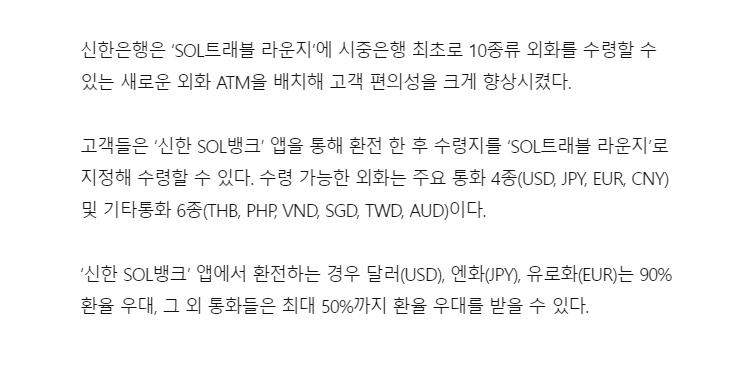 신한은행은 ‘SOL트래블 라운지’에 시중은행 최초로 10종류 외화를 수령할 수
있는 새로운 외화 ATM을 배치해 고객 편의성을 크게 향상시켰다.
고객들은 ‘신한 SOL뱅크’ 앱을 통해 환전 한 후 수령지를 ‘SOL트래블 라운지’로
지정해 수령할 수 있다. 수령 가능한 외화는 주요 통화 4종(USD, JPY, EUR, CNY)
및 기타통화 6종(THB, PHP, VND, SGD, TWD, AUD)이다.
‘신한 SOL뱅크’ 앱에서 환전하는 경우 달러(USD), 엔화(JPY), 유로화(EUR)는 90%
환율 우대, 그 외 통화들은 최대 50%까지 환율 우대를 받을 수 있다.